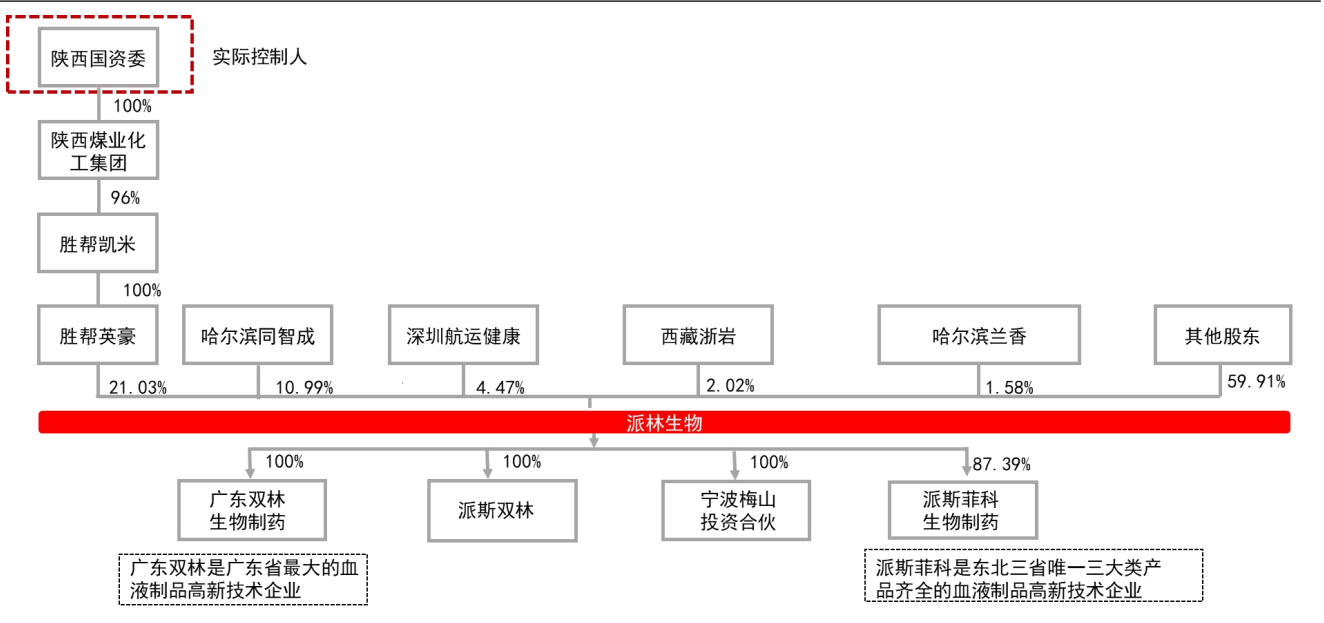 陕西国资委
实际控制人
100%
陕西煤业化
工集团
96%
胜帮凯米
100%
胜帮英豪
哈尔滨同智成
深圳航运健康
西藏浙岩
哈尔滨兰香
其他股东
21.03%
10.99%
4.47%
2.02%
1.58%
59.91%
派林生物
100%
100%
100%
87.39%
广东双林
生物制药
派斯双林
宁波梅山
投资合伙
派斯菲科
生物制药
广东双林是广东省最大的血
液制品高新技术企业
派斯菲科是东北三省唯一三大类产
品齐全的血液制品高新技术企业